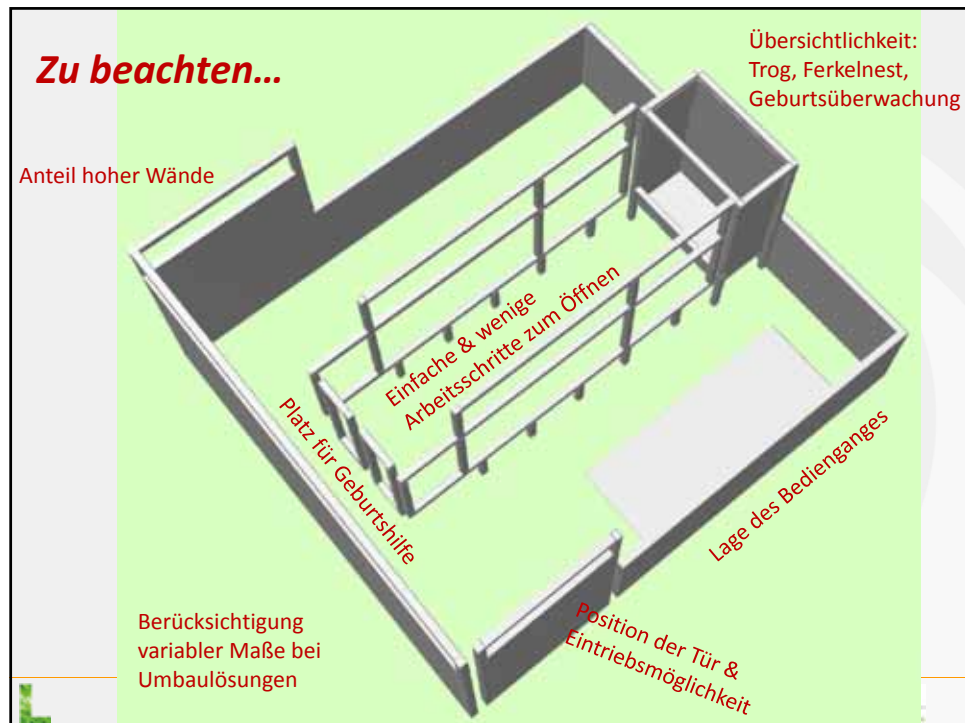 Zu beachten…
Übersichtlichkeit:
Trog, Ferkelnest,
Geburtsüberwachung
Anteil hoher Wände
Einfache & wenige
Arbeitsschritte zum Öffnen
Platz für Geburtshilfe
Lage des Bedienganges
Berücksichtigung
variabler Maße bei
Umbaulösungen
Position der Tür &
Eintriebsmöglichkeit